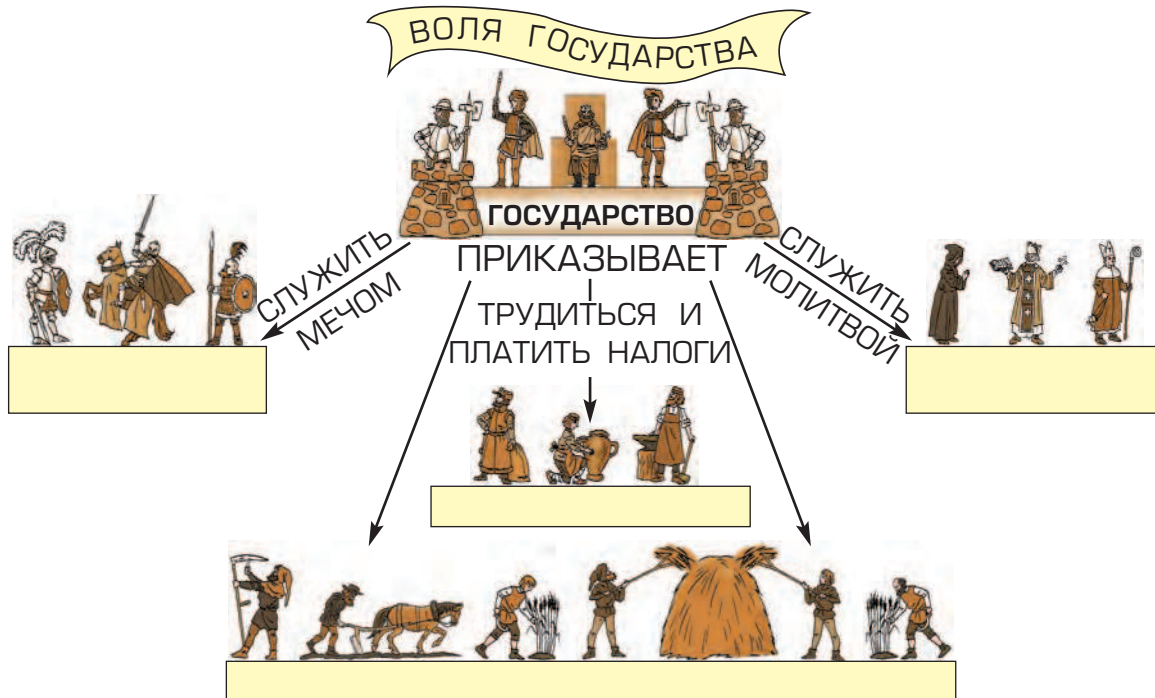 ВОЛЯ ГОСУДАРСТВА
ГОСУДАРСТВО
ПРИКАЗЫВАЕТ
СЛУЖИТЬ
МЕЧОМ
ТРУДИТЬСЯ И
ПЛАТИТЬ НАЛОГИ
СЛУЖИТЬ
МОЛИТВОЙ